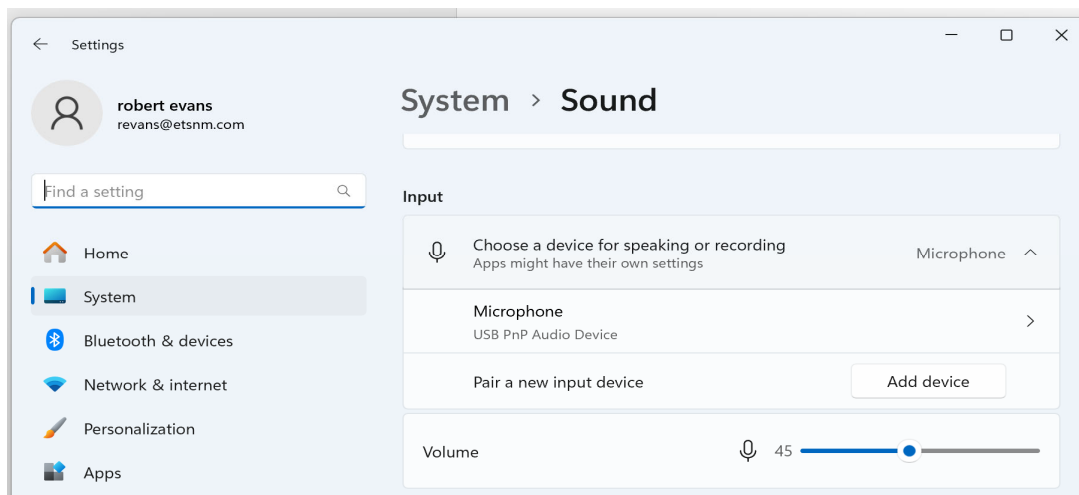 Settings
robert evans
revans@etsnm.com
Find a setting
Home
System
Bluetooth & devices
Network & internet
Personalization
Apps
System > Sound
Input
Choose a device for speaking or recording
Apps might have their own settings
Microphone
Microphone
USB PnP Audio Device
Pair a new input device
Add device
Volume
45